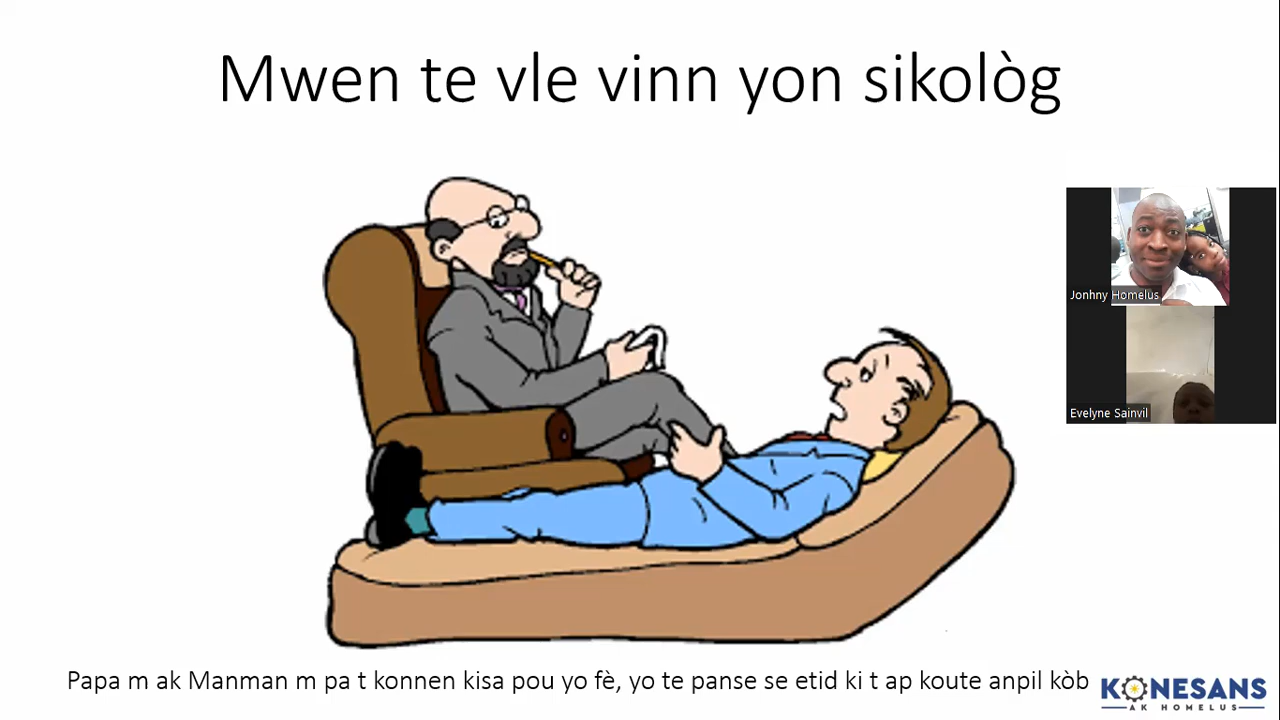 Mwen te vle vinn yon sikològ
Jonhny Homelus
Evelyne Sainvil
Papa m ak Manman m pa t konnen kisa pou yo fè, yo te panse se etid ki t ap koute anpil kòb
KONESANS
AK HOMELUS